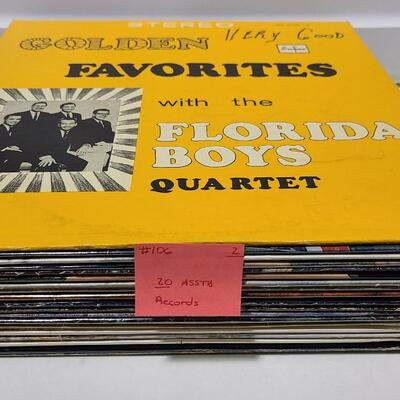 STEREO
GOLDEN Very Good
FAVORITES
with the
FLORIDA
BOYS
QUARTET
#106 2
20 ASSTD
Records